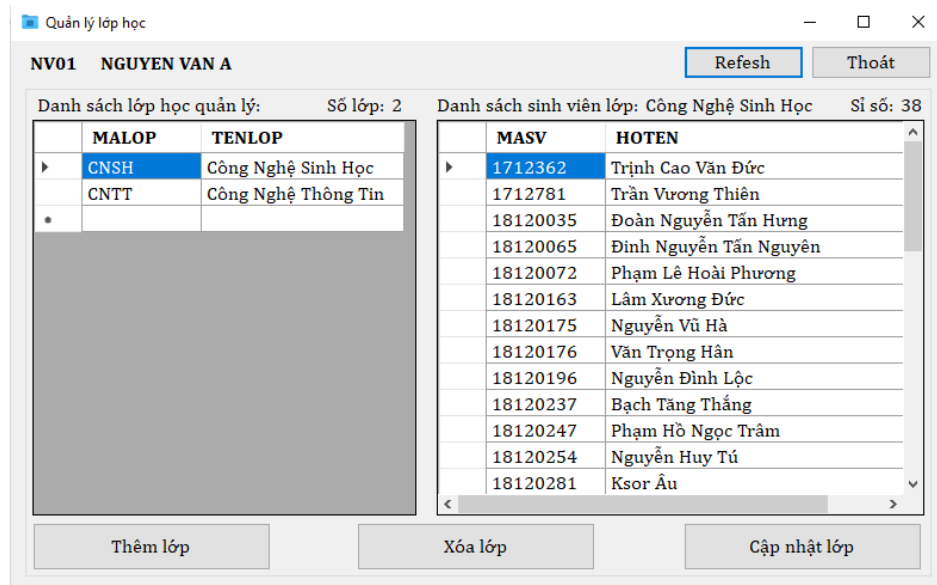 Quản lý lớp học
NV01 NGUYEN VAN A Refesh Thoát
Danh sách lớp học quản lý: Số lớp: 2
MALOP TENLOP
CNSH Công Nghệ Sinh Học
CNTT Công Nghệ Thông Tin
Danh sách sinh viên lớp: Công Nghệ Sinh Học Sỉ số: 38
MASV HOTEN
1712362 Trịnh Cao Văn Đức
1712781 Trần Vương Thiên
18120035 Đoàn Nguyễn Tấn Hưng
18120065 Đinh Nguyễn Tấn Nguyên
18120072 Phạm Lê Hoài Phương
18120163 Lâm Xương Đức
18120175 Nguyễn Vũ Hà
18120176 Văn Trọng Hân
18120196 Nguyễn Đình Lộc
18120237 Bạch Tăng Thắng
18120247 Phạm Hồ Ngọc Trâm
18120254 Nguyễn Huy Tú
18120281 Ksor Âu
Thêm lớp Xóa lớp Cập nhật lớp